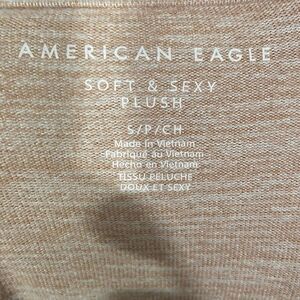 AMERICAN EAGLE
SOFT & SEXY
PLUSH
S/P/CH
Made in Vietnam
Fabriqué au Vietnam
Hecho en Vietnam
TISSU PELUCHE
DOUX ET SEXY